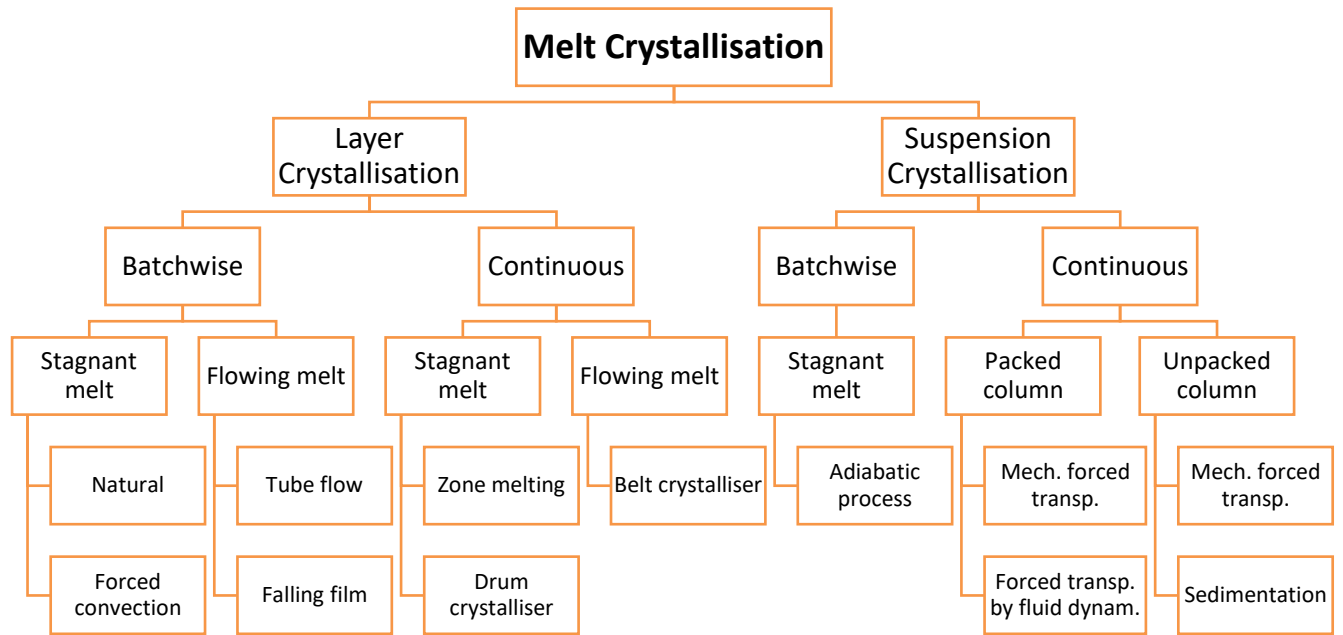 Melt Crystallisation
Layer
Crystallisation
Suspension
Crystallisation
Batchwise
Continuous
Batchwise
Continuous
Stagnant
melt
Flowing melt
Stagnant
melt
Flowing melt
Stagnant
melt
Packed
column
Unpacked
column
Natural
Tube flow
Zone melting
Belt crystalliser
Adiabatic
process
Mech. forced
transp.
Mech. forced
transp.
Forced
convection
Falling film
Drum
crystalliser
Forced transp.
by fluid dynam.
Sedimentation